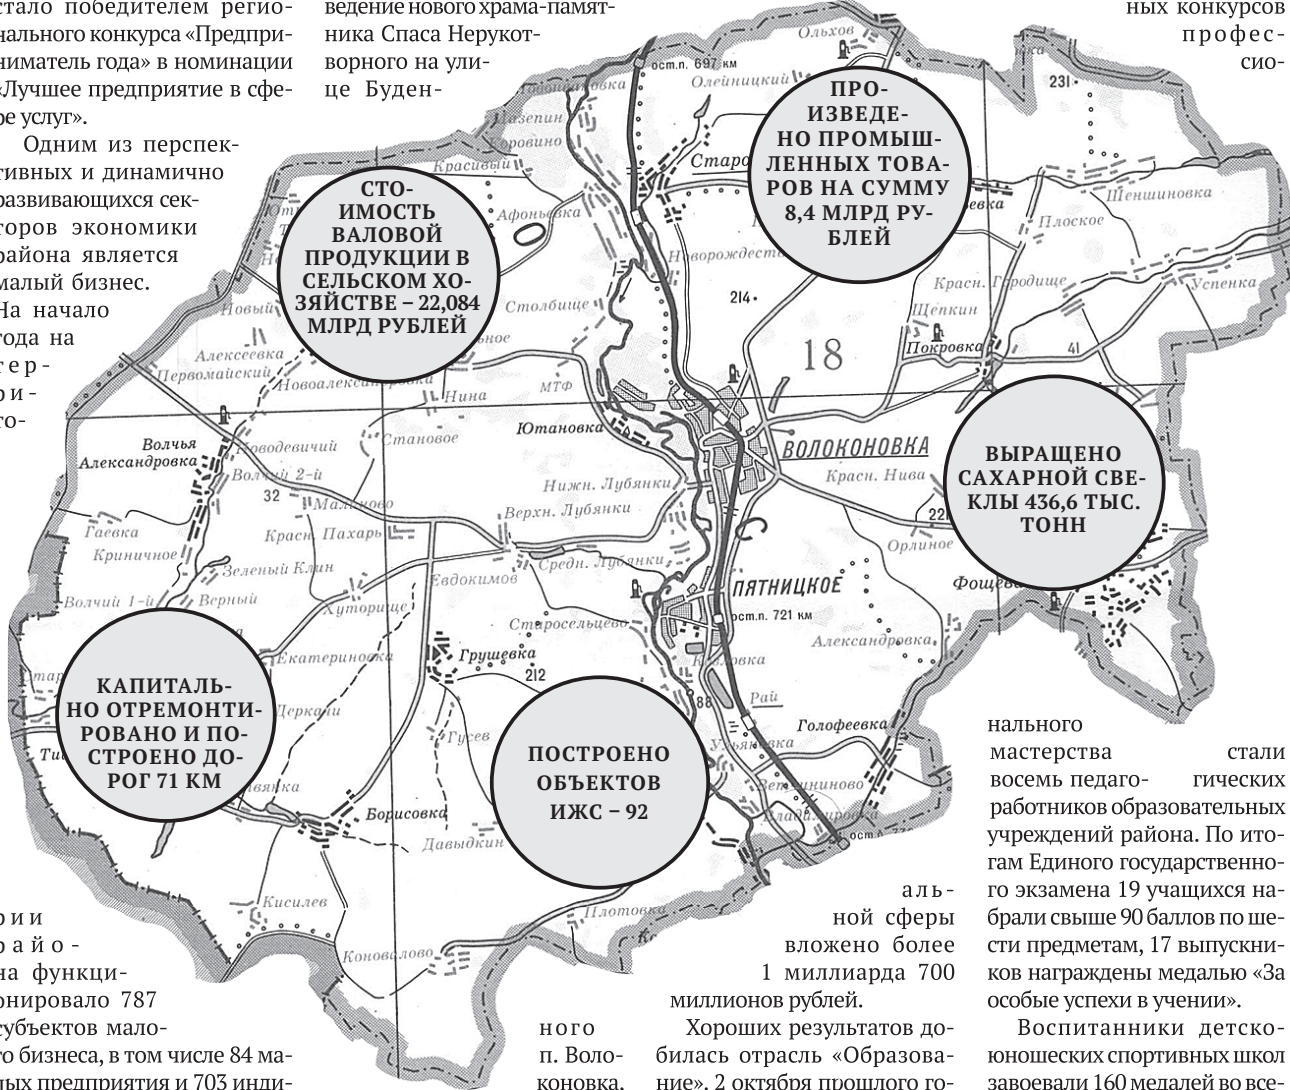 стало победителем регио-
нального конкурса «Предпри-
ниматель года» в номинации
«Лучшее предприятие в сфе-
ре услуг».
Одним из перспек-
тивных и динамично
развивающихся сек-
торов экономики
района является
малый бизнес.
На начало
года на
тер-
ри-
то-
рии
райо-
на функци-
онировало 787
субъектов мало-
го бизнеса, в том числе 84 ма-
лых предприятия и 703 инди-
ведение нового храма-памят-
ника Спаса Нерукот-
ворного на ули-
це Буден-
ного
п. Воло-
коновка,
аль-
ной сферы
вложено более
1 миллиарда 700
миллионов рублей.
Хороших результатов до-
билась отрасль «Образова-
ние». 2 октября прошлого го-
ных конкурсов
профес-
сио-
нального
мастерства стали
восемь педаго- гических
работников образовательных
учреждений района. По ито-
гам Единого государственно-
го экзамена 19 учащихся на-
брали свыше 90 баллов по ше-
сти предметам, 17 выпускни-
ков награждены медалью «За
особые успехи в учении».
Воспитанники детско-
юношеских спортивных школ
завоевали 160 медалей во все-
СТО-
ИМОСТЬ
ВАЛОВОЙ
ПРОДУКЦИИ В
СЕЛЬСКОМ ХО-
ЗЯЙСТВЕ – 22,084
МЛРД РУБЛЕЙ
ПРО-
ИЗВЕДЕ-
НО ПРОМЫШ-
ЛЕННЫХ ТОВА-
РОВ НА СУММУ
8,4 МЛРД РУ-
БЛЕЙ
ВЫРАЩЕНО
САХАРНОЙ СВЕ-
КЛЫ 436,6 ТЫС.
ТОНН
КАПИТАЛЬ-
НО ОТРЕМОНТИ-
РОВАНО И ПО-
СТРОЕНО ДО-
РОГ 71 КМ
ПОСТРОЕНО
ОБЪЕКТОВ
ИЖС – 92
Ольхов
ост.п. 697 км
Олейницкий
231
Красивый
Афоньевка
Шеншиновка
Плоское
Красн. Городище
Успенка
Столбище
214
Щепкин
Покровка
41
18
Новый
Алексеевка
Первомайский
Нина
МТФ
Ютановка
Становое
Волчья
Александровка
Новодевичий
Волчий 2-й
32
ВОЛОКОНОВКА
Красн. Нива
Нижн. Лубянки
Верхн. Лубянки
Средн. Лубянки
Орлиное
Гаевка
Криничное
Красн. Пахарь
Зеленый Клин
Волчий 1-й
Верный
Евдокимов
Хуторище
ПЯТНИЦКОЕ
ост.п. 721 км
Старосельцево
Александровка
Екатериновка
Грушевка
212
88
Рай
Голофеевка
Деркачи
Гусев
Борисовка
Давыдкин
Кисилев
Плотовка
Коновалово